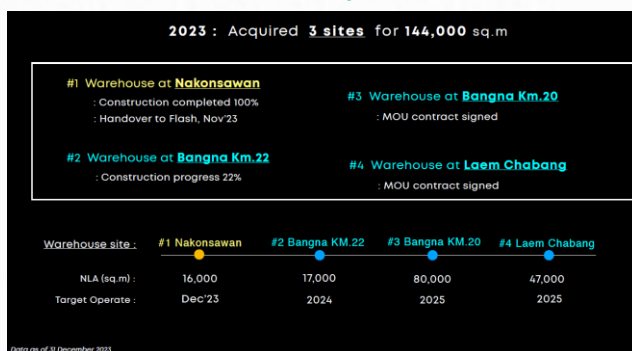 2023 : Acquired 3 sites for 144,000 sq.m
#1 Warehouse at Nakonsawan
: Construction completed 100%
: Handover to Flash, Nov'23
#2 Warehouse at Bangna Km.22
: Construction progress 22%
#3 Warehouse at Bangna Km.20
: MOU contract signed
#4 Warehouse at Laem Chabang
: MOU contract signed
Warehouse site : #1 Nakonsawan #2 Bangna KM.22 #3 Bangna KM.20 #4 Laem Chabang
NLA (sq.m) : 16,000 17,000 80,000 47,000
Target Operate : Dec'23 2024 2025 2025
Data as of 31 December 2023